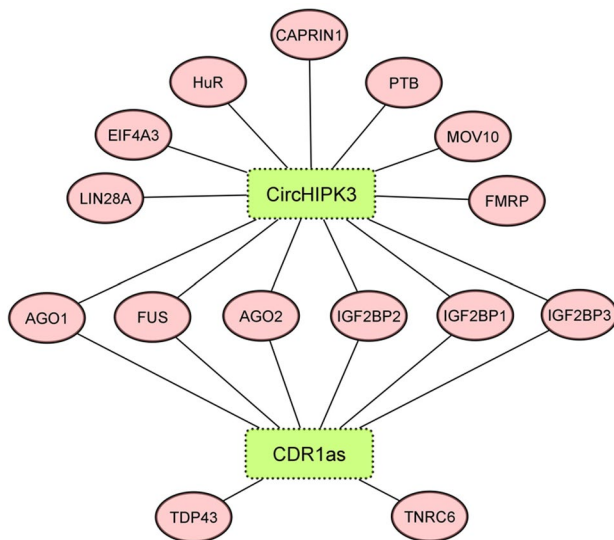 CAPRIN1
HuR
PTB
EIF4A3
MOV10
CircHIPK3
LIN28A
FMRP
AGO1
FUS
AGO2
IGF2BP2
IGF2BP1
IGF2BP3
CDR1as
TDP43
TNRC6